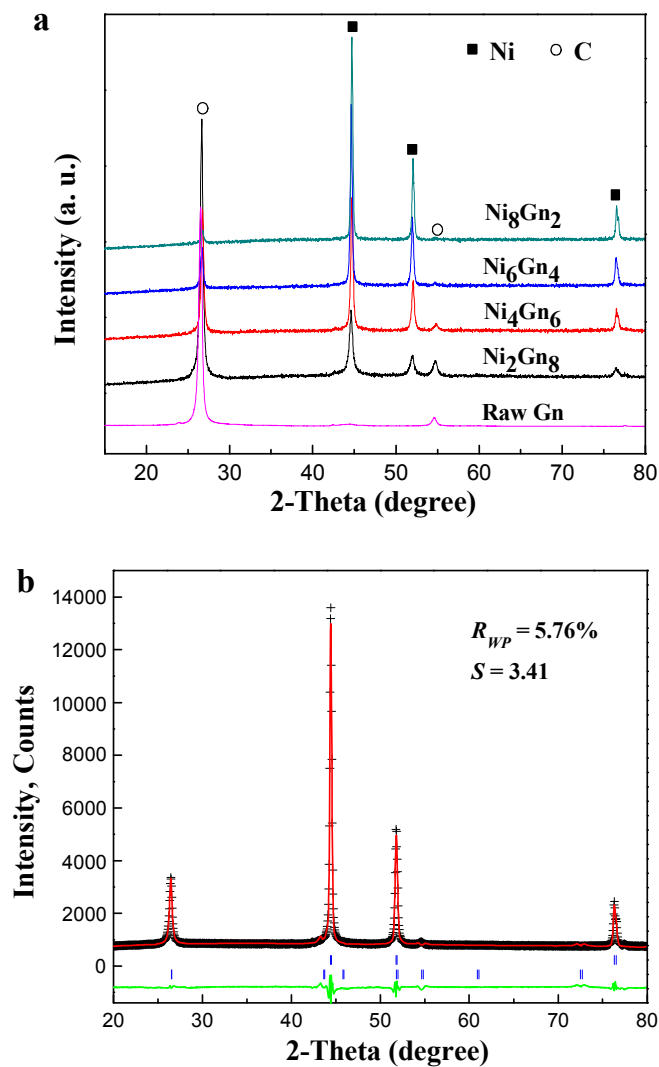 a
■ Ni ○ C
Intensity (a. u.)
Ni8Gn2
Ni6Gn4
Ni4Gn6
Ni2Gn8
Raw Gn
20 30 40 50 60 70 80
2-Theta (degree)
b
14000
12000
10000
8000
6000
4000
2000
0
Intensity, Counts
RWP = 5.76%
S = 3.41
20 30 40 50 60 70 80
2-Theta (degree)